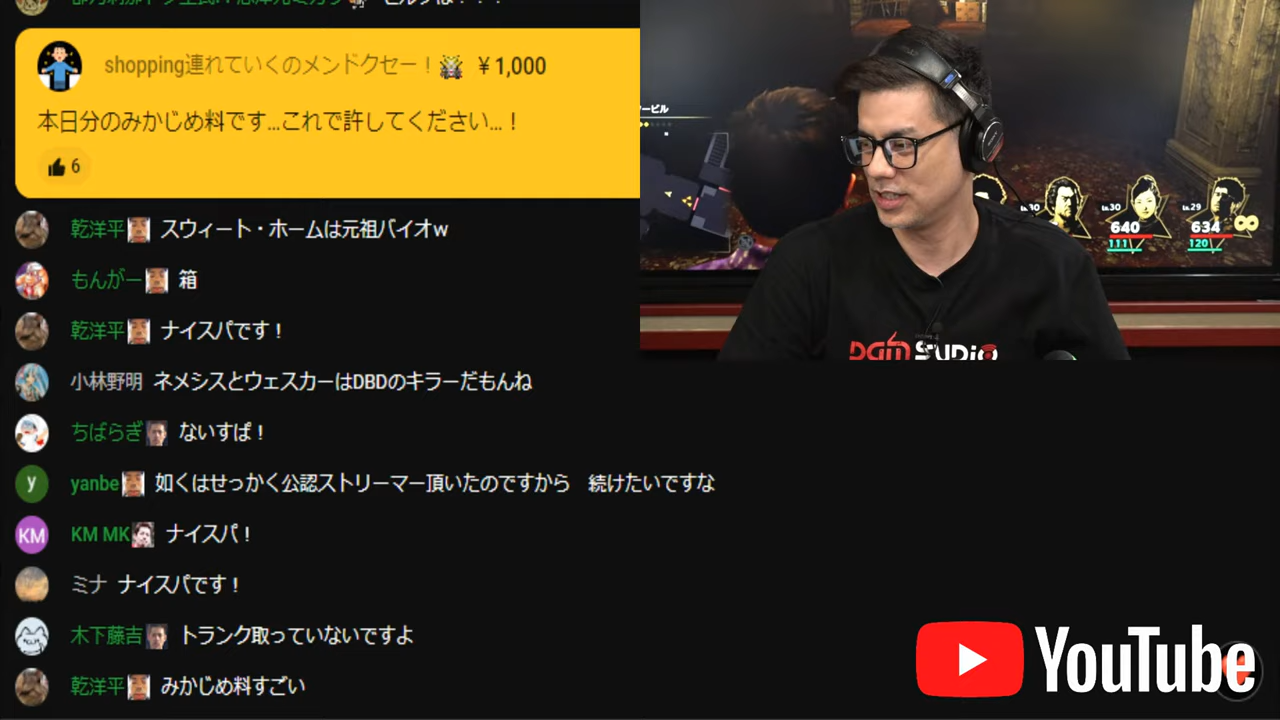 shopping連れていくのメンドクセー！ ￥1,000
本日分のみかじめ料です…これで許してください…！
6
乾洋平 スウィート・ホームは元祖バイオw
もんがー 箱
乾洋平 ナイスパです！
小林野明 ネメシスとウェスカーはDBDのキラーだもんね
ちばらぎ ないすぱ！
y yanbe 如くはせっかく公認ストリーマー頂いたのですから 続けたいですな
KM KM MK ナイスパ！
ミナ ナイスパです！
木下藤吉 トランク取っていないですよ
乾洋平 みかじめ料すごい
Lv.30 Lv.30 Lv.29
640 634
111 120
YouTube